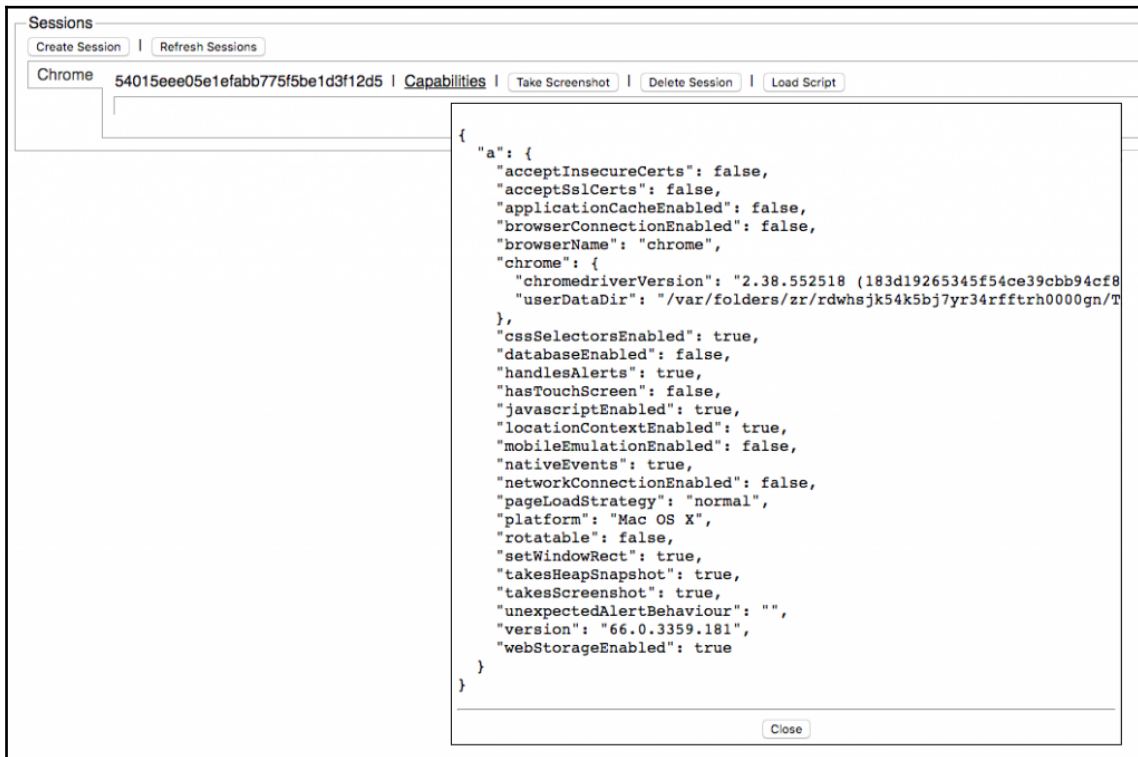 Sessions
Create Session | Refresh Sessions
Chrome 54015eee05e1efabb775f5be1d3f12d5 | Capabilities | Take Screenshot | Delete Session | Load Script
{
"a": {
"acceptInsecureCerts": false,
"acceptSslCerts": false,
"applicationCacheEnabled": false,
"browserConnectionEnabled": false,
"browserName": "chrome",
"chrome": {
"chromedriverVersion": "2.38.552518 (183d19265345f54ce39cbb94cf8
"userDataDir": "/var/folders/zr/rdwhsjk54k5bj7yr34rfftrh0000gn/T
},
"cssSelectorsEnabled": true,
"databaseEnabled": false,
"handlesAlerts": true,
"hasTouchScreen": false,
"javascriptEnabled": true,
"locationContextEnabled": true,
"mobileEmulationEnabled": false,
"nativeEvents": true,
"networkConnectionEnabled": false,
"pageLoadStrategy": "normal",
"platform": "Mac OS X",
"rotatable": false,
"setWindowRect": true,
"takesHeapSnapshot": true,
"takesScreenshot": true,
"unexpectedAlertBehaviour": "",
"version": "66.0.3359.181",
"webStorageEnabled": true
}
}
Close